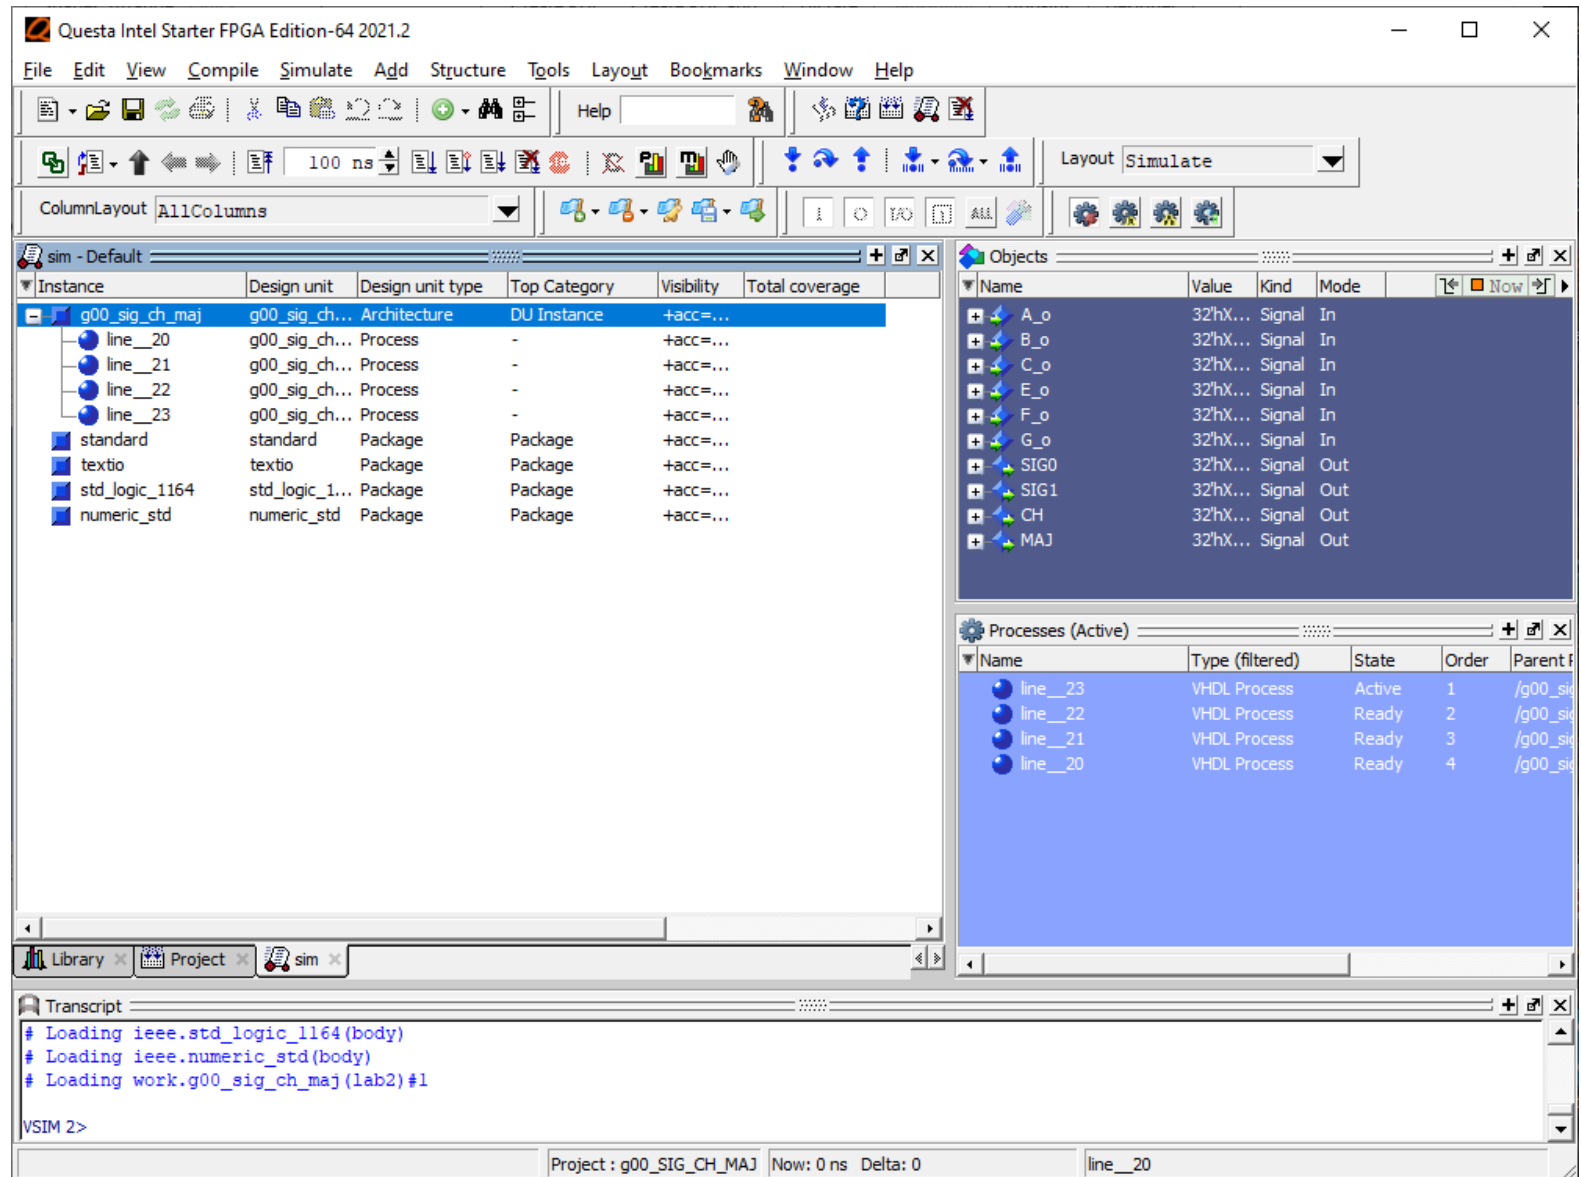 Questa Intel Starter FPGA Edition-64 2021.2
File Edit View Compile Simulate Add Structure Tools Layout Bookmarks Window Help
Help
100 ns
Layout Simulate
ColumnLayout AllColumns
1 0 I/O ALL
sim - Default
Instance Design unit Design unit type Top Category Visibility Total coverage
g00_sig_ch_maj g00_sig_ch... Architecture DU Instance +acc=...
line__20 g00_sig_ch... Process - +acc=...
line__21 g00_sig_ch... Process - +acc=...
line__22 g00_sig_ch... Process - +acc=...
line__23 g00_sig_ch... Process - +acc=...
standard standard Package Package +acc=...
textio textio Package Package +acc=...
std_logic_1164 std_logic_1... Package Package +acc=...
numeric_std numeric_std Package Package +acc=...
Library Project sim
Objects
Name Value Kind Mode Now
A_o 32'hX... Signal In
B_o 32'hX... Signal In
C_o 32'hX... Signal In
E_o 32'hX... Signal In
F_o 32'hX... Signal In
G_o 32'hX... Signal In
SIG0 32'hX... Signal Out
SIG1 32'hX... Signal Out
CH 32'hX... Signal Out
MAJ 32'hX... Signal Out
Processes (Active)
Name Type (filtered) State Order Parent
line__23 VHDL Process Active 1 /g00_sig
line__22 VHDL Process Ready 2 /g00_sig
line__21 VHDL Process Ready 3 /g00_sig
line__20 VHDL Process Ready 4 /g00_sig
Transcript
# Loading ieee.std_logic_1164(body)
# Loading ieee.numeric_std(body)
# Loading work.g00_sig_ch_maj(lab2)#1
VSIM 2>
Project : g00_SIG_CH_MAJ Now: 0 ns Delta: 0 line__20